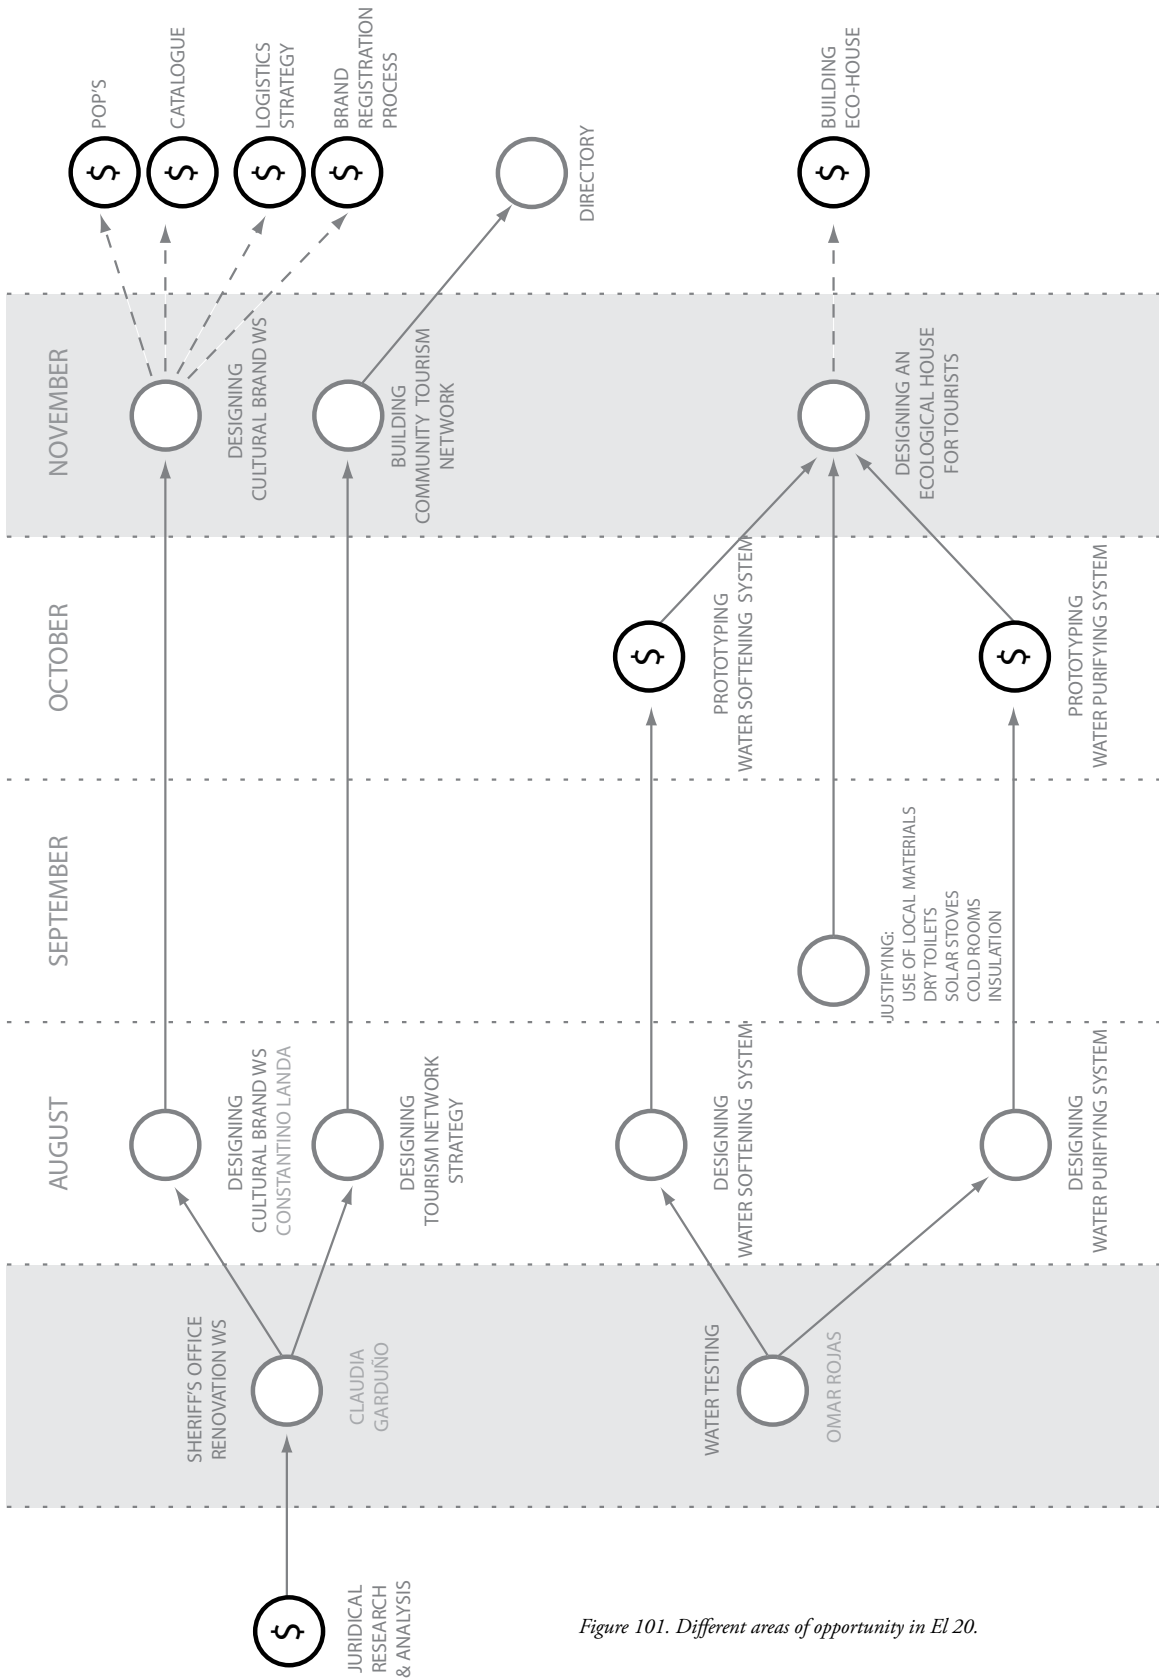 JURIDICAL
RESEARCH
& ANALYSIS
$
SHERIFF'S OFFICE
RENOVATION WS
CLAUDIA
GARDUÑO
WATER TESTING
OMAR ROJAS
AUGUST
DESIGNING
CULTURAL BRAND WS
CONSTANTINO LANDA
DESIGNING
TOURISM NETWORK
STRATEGY
DESIGNING
WATER SOFTENING SYSTEM
DESIGNING
WATER PURIFYING SYSTEM
SEPTEMBER
JUSTIFYING:
USE OF LOCAL MATERIALS
DRY TOILETS
SOLAR STOVES
COLD ROOMS
INSULATION
OCTOBER
$
PROTOTYPING
WATER SOFTENING SYSTEM
$
PROTOTYPING
WATER PURIFYING SYSTEM
NOVEMBER
DESIGNING
CULTURAL BRAND WS
BUILDING
COMMUNITY TOURISM
NETWORK
DESIGNING AN
ECOLOGICAL HOUSE
FOR TOURISTS
$
POP'S
$
CATALOGUE
$
LOGISTICS
STRATEGY
$
BRAND
REGISTRATION
PROCESS
DIRECTORY
$
BUILDING
ECO-HOUSE
Figure 101. Different areas of opportunity in El 20.